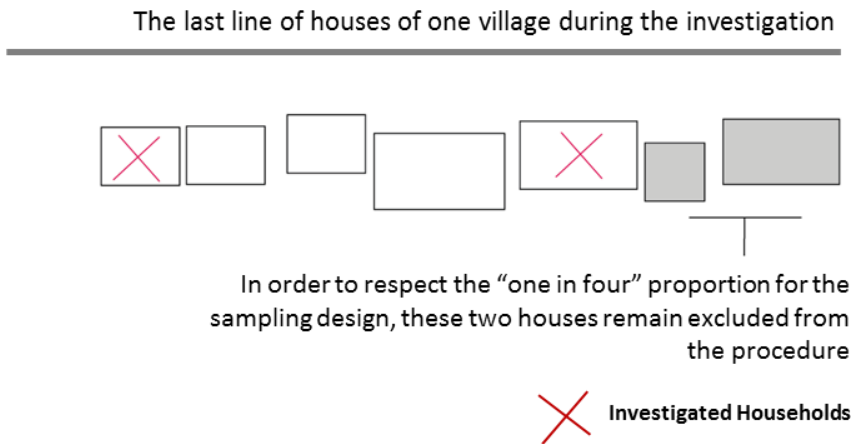 The last line of houses of one village during the investigation
In order to respect the “one in four” proportion for the
sampling design, these two houses remain excluded from
the procedure
Investigated Households